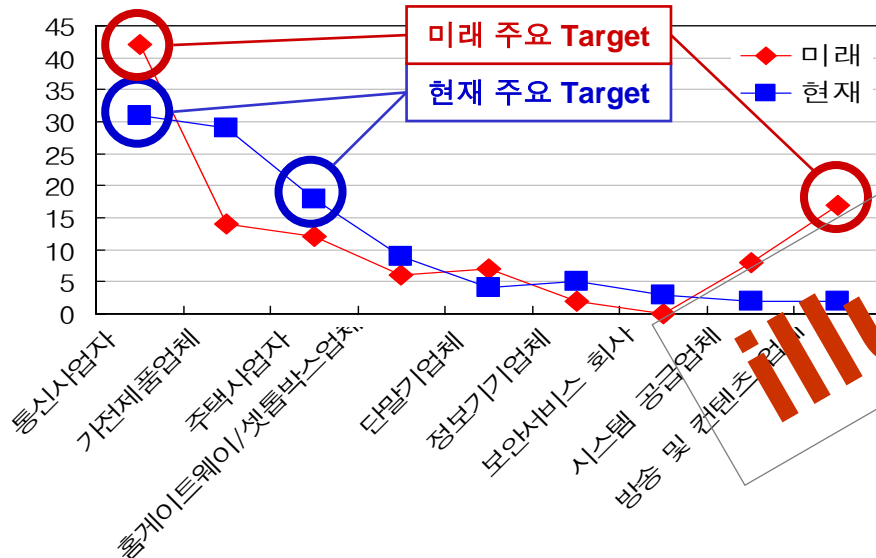 45
40
35
30
25
20
15
10
5
0
미래 주요 Target
현재 주요 Target
미래
현재
통신사업자
가전제품업체
주택사업자
홈게이트웨이/셋톱박스업체
단말기업체
정보기기업체
보안서비스 회사
시스템 공급업체
방송 및 컨텐츠